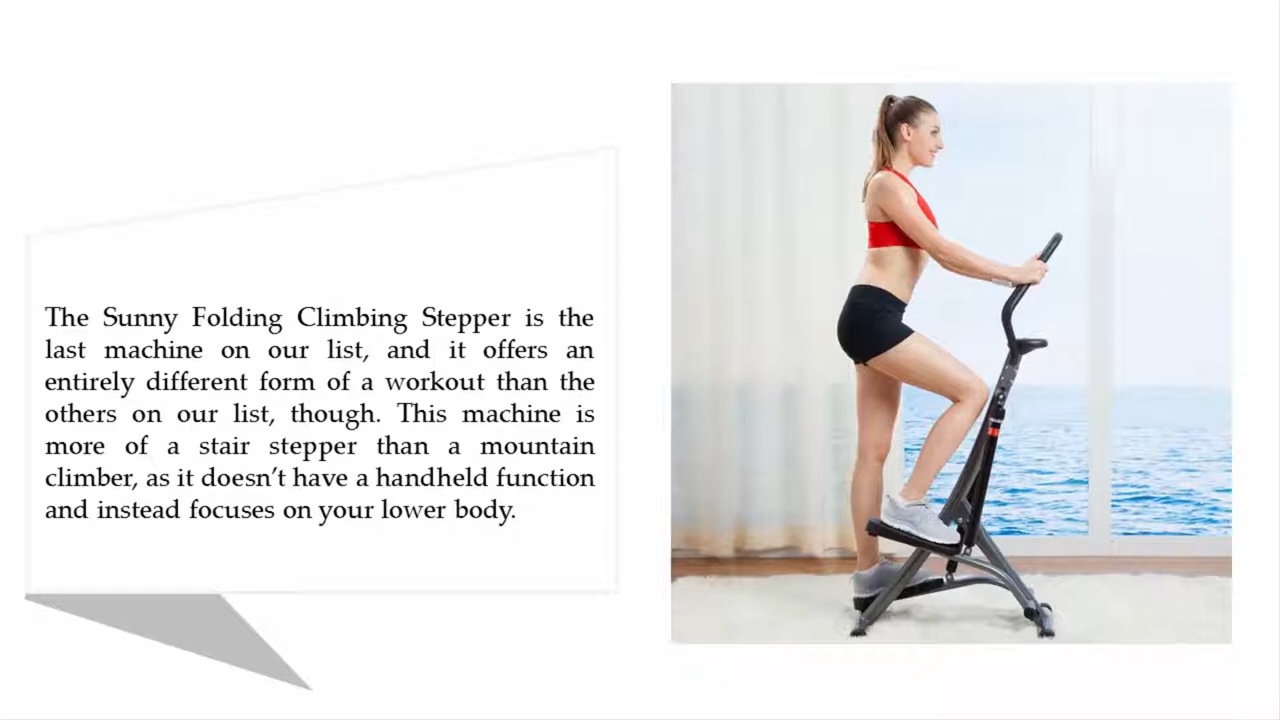 The Sunny Folding Climbing Stepper is the
last machine on our list, and it offers an
entirely different form of a workout than the
others on our list, though. This machine is
more of a stair stepper than a mountain
climber, as it doesn’t have a handheld function
and instead focuses on your lower body.